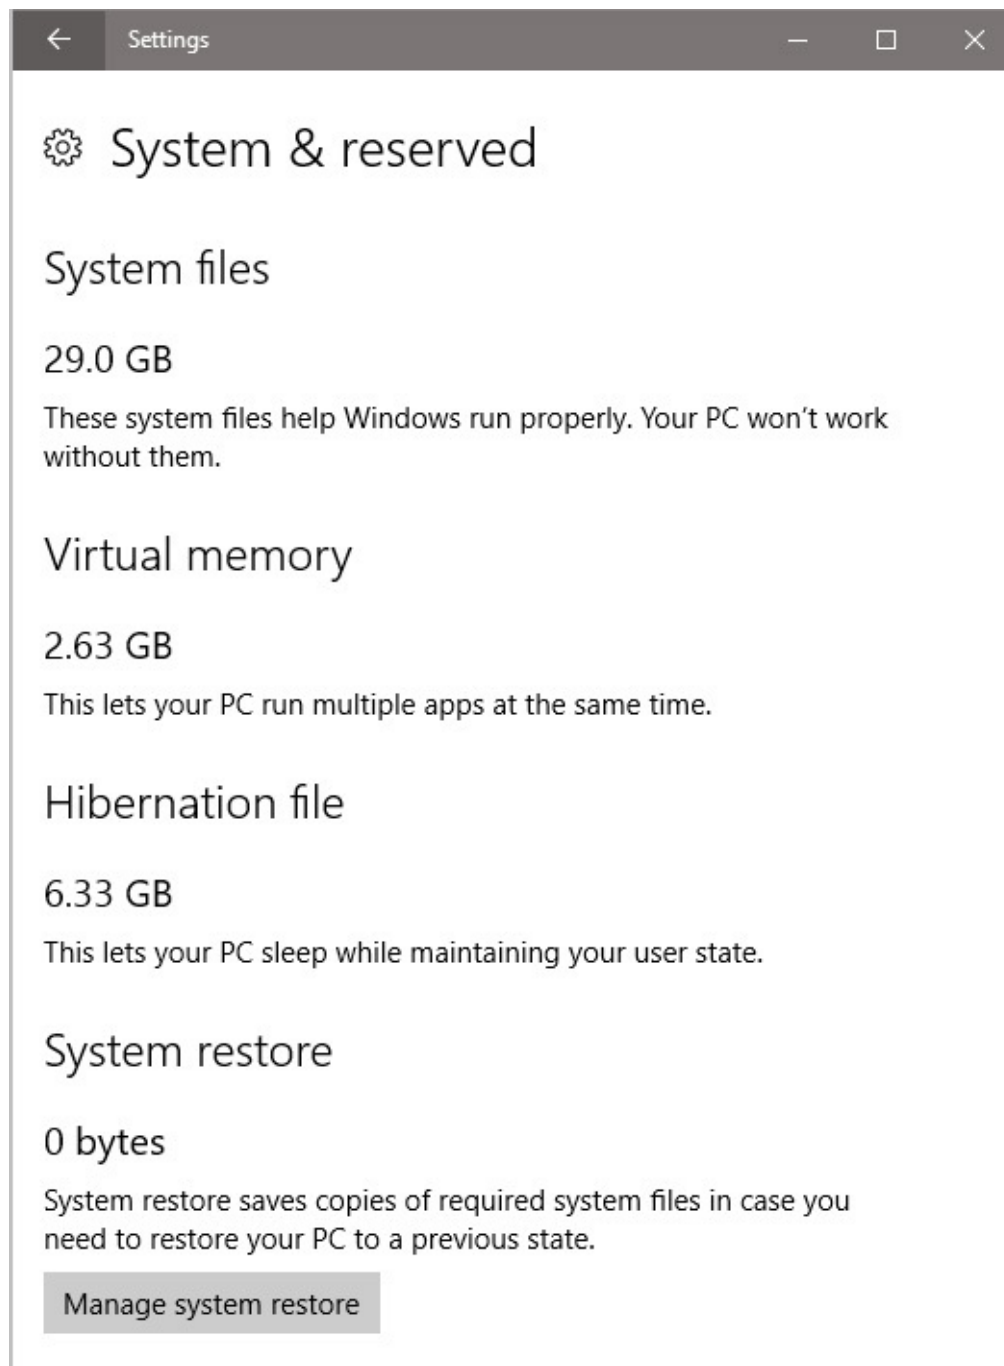 Settings
System & reserved
System files
29.0 GB
These system files help Windows run properly. Your PC won’t work
without them.
Virtual memory
2.63 GB
This lets your PC run multiple apps at the same time.
Hibernation file
6.33 GB
This lets your PC sleep while maintaining your user state.
System restore
0 bytes
System restore saves copies of required system files in case you
need to restore your PC to a previous state.
Manage system restore